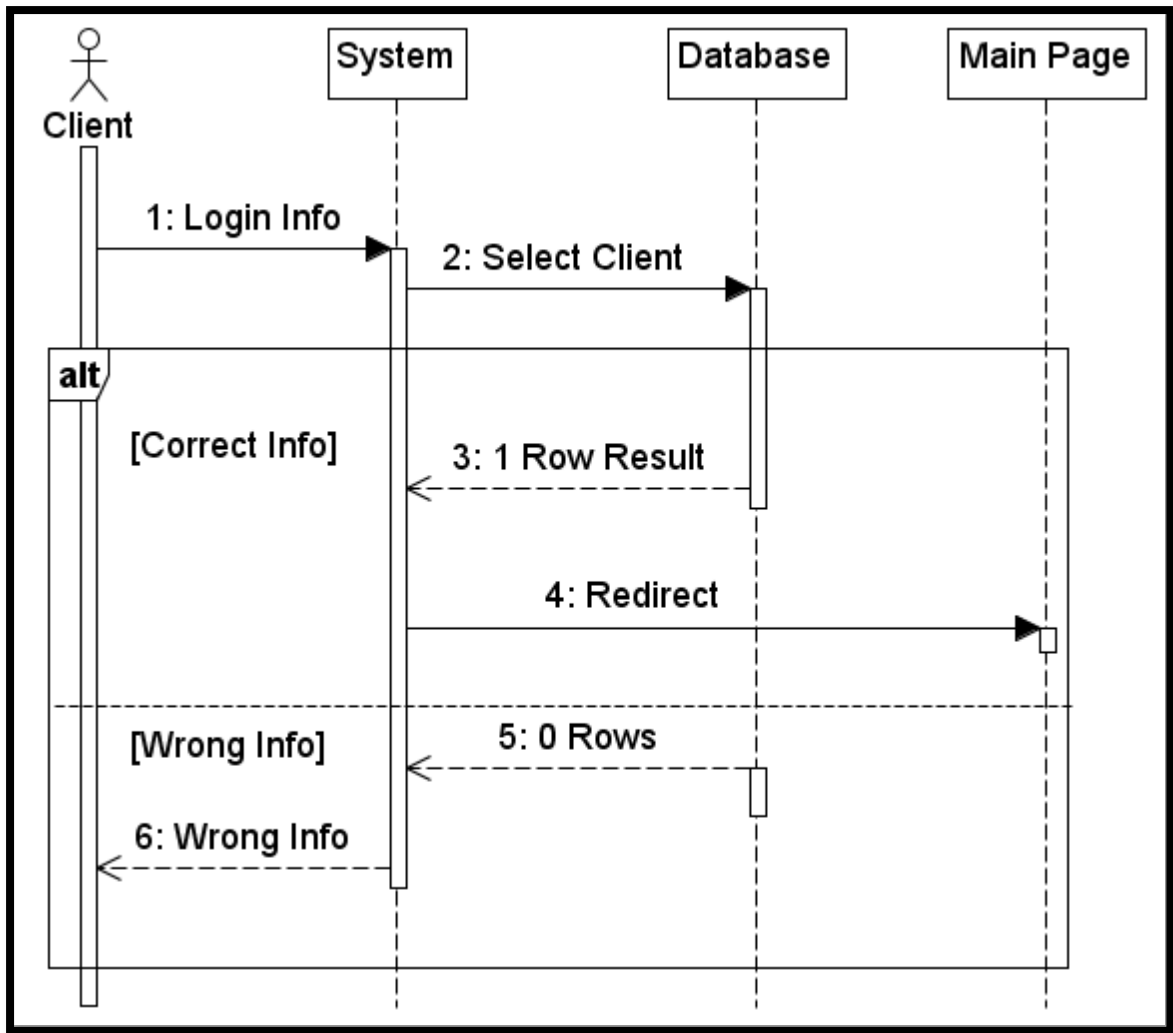 System
Database
Main Page
Client
1: Login Info
2: Select Client
alt
[Correct Info]
3: 1 Row Result
4: Redirect
[Wrong Info]
5: 0 Rows
6: Wrong Info